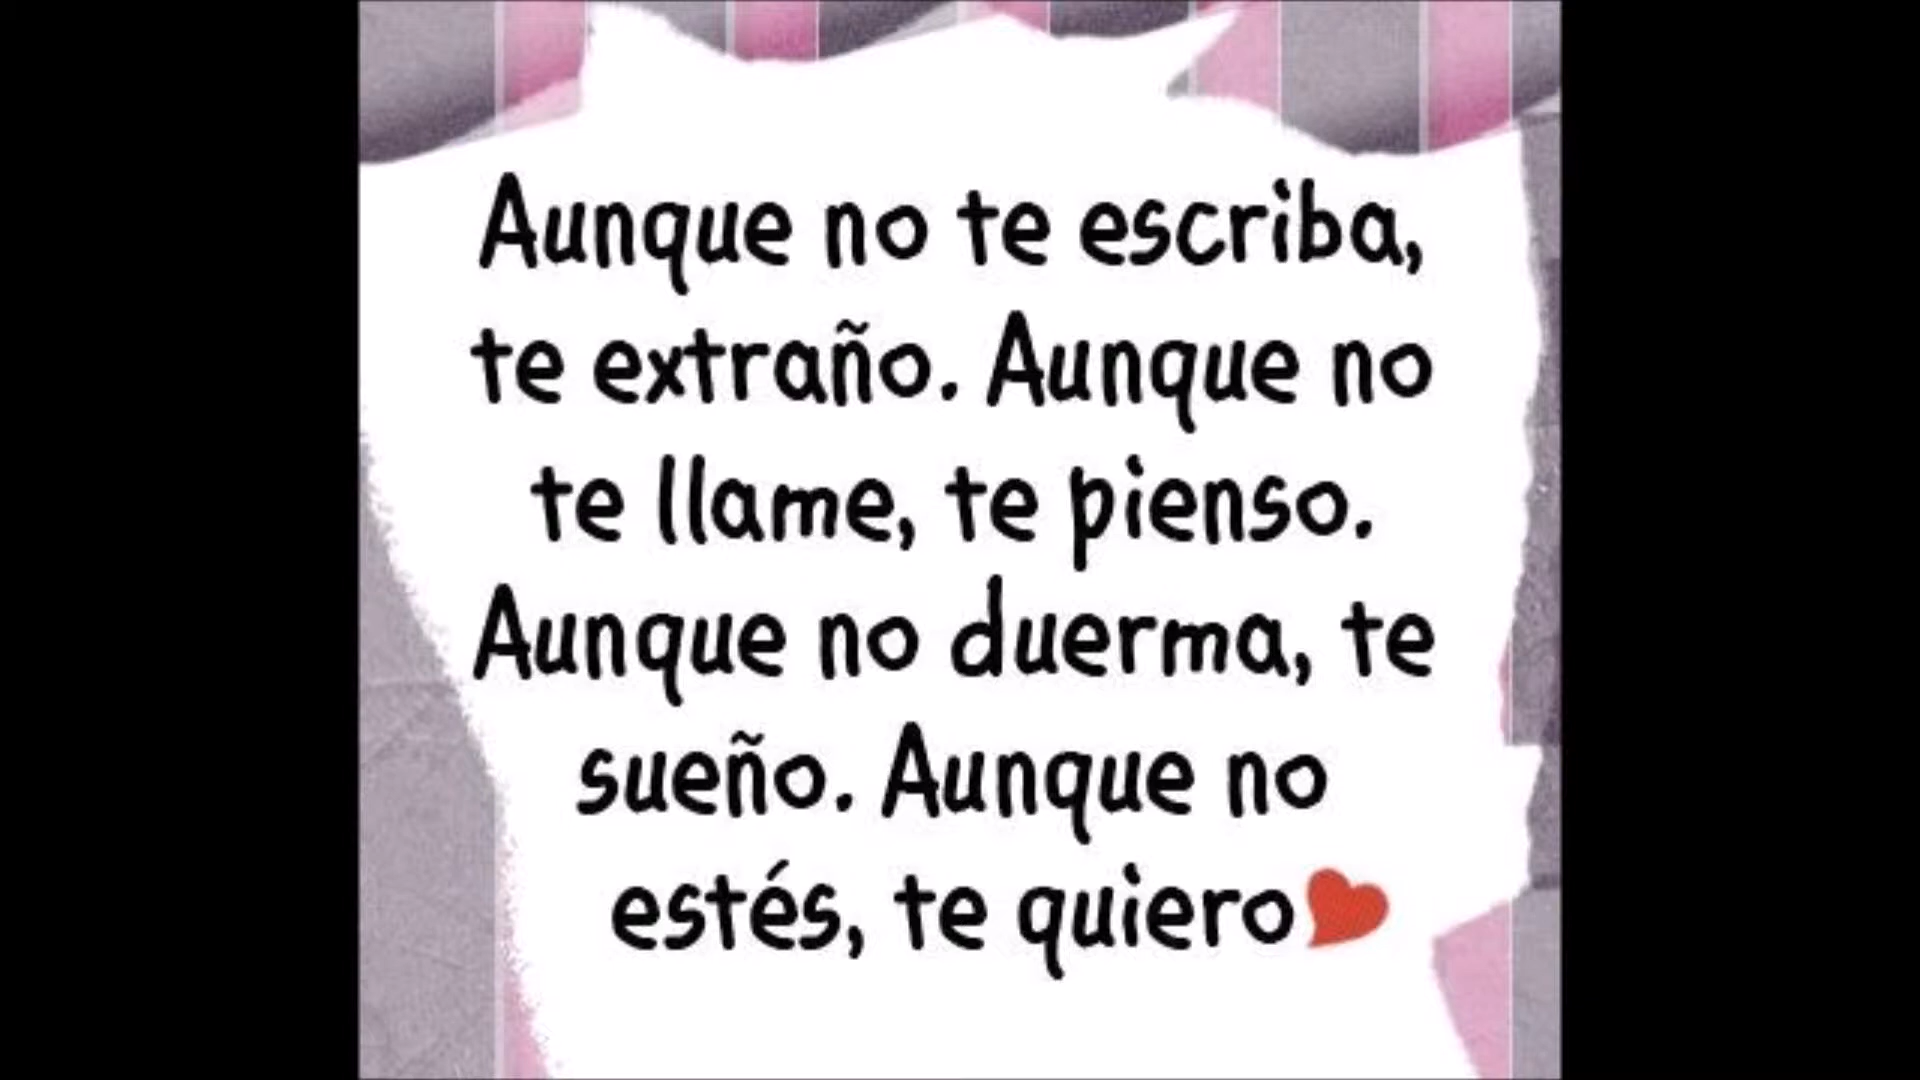 Aunque no te escriba,
te extraño. Aunque no
te llame, te pienso.
Aunque no duerma, te
sueño. Aunque no
estés, te quiero